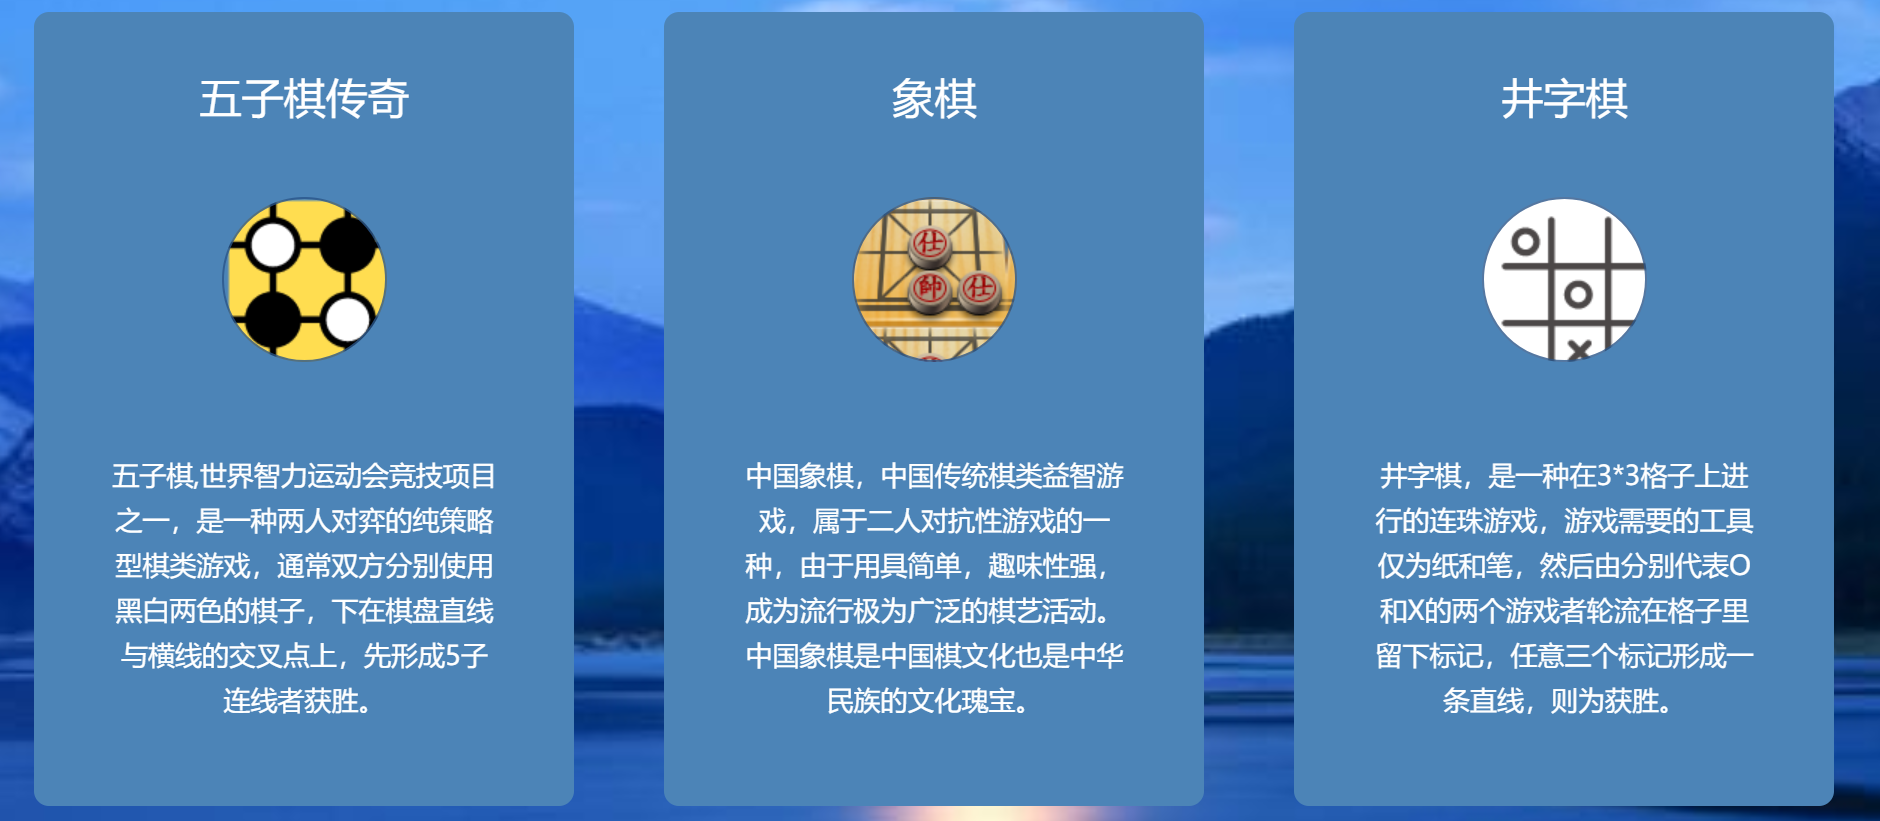 五子棋传奇
五子棋,世界智力运动会竞技项目
之一，是一种两人对弈的纯策略
型棋类游戏，通常双方分别使用
黑白两色的棋子，下在棋盘直线
与横线的交叉点上，先形成5子
连线者获胜。
象棋
仕
帥仕
中国象棋，中国传统棋类益智游
戏，属于二人对抗性游戏的一
种，由于用具简单，趣味性强，
成为流行极为广泛的棋艺活动。
中国象棋是中国棋文化也是中华
民族的文化瑰宝。
井字棋
井字棋，是一种在3*3格子上进
行的连珠游戏，游戏需要的工具
仅为纸和笔，然后由分别代表O
和X的两个游戏者轮流在格子里
留下标记，任意三个标记形成一
条直线，则为获胜。